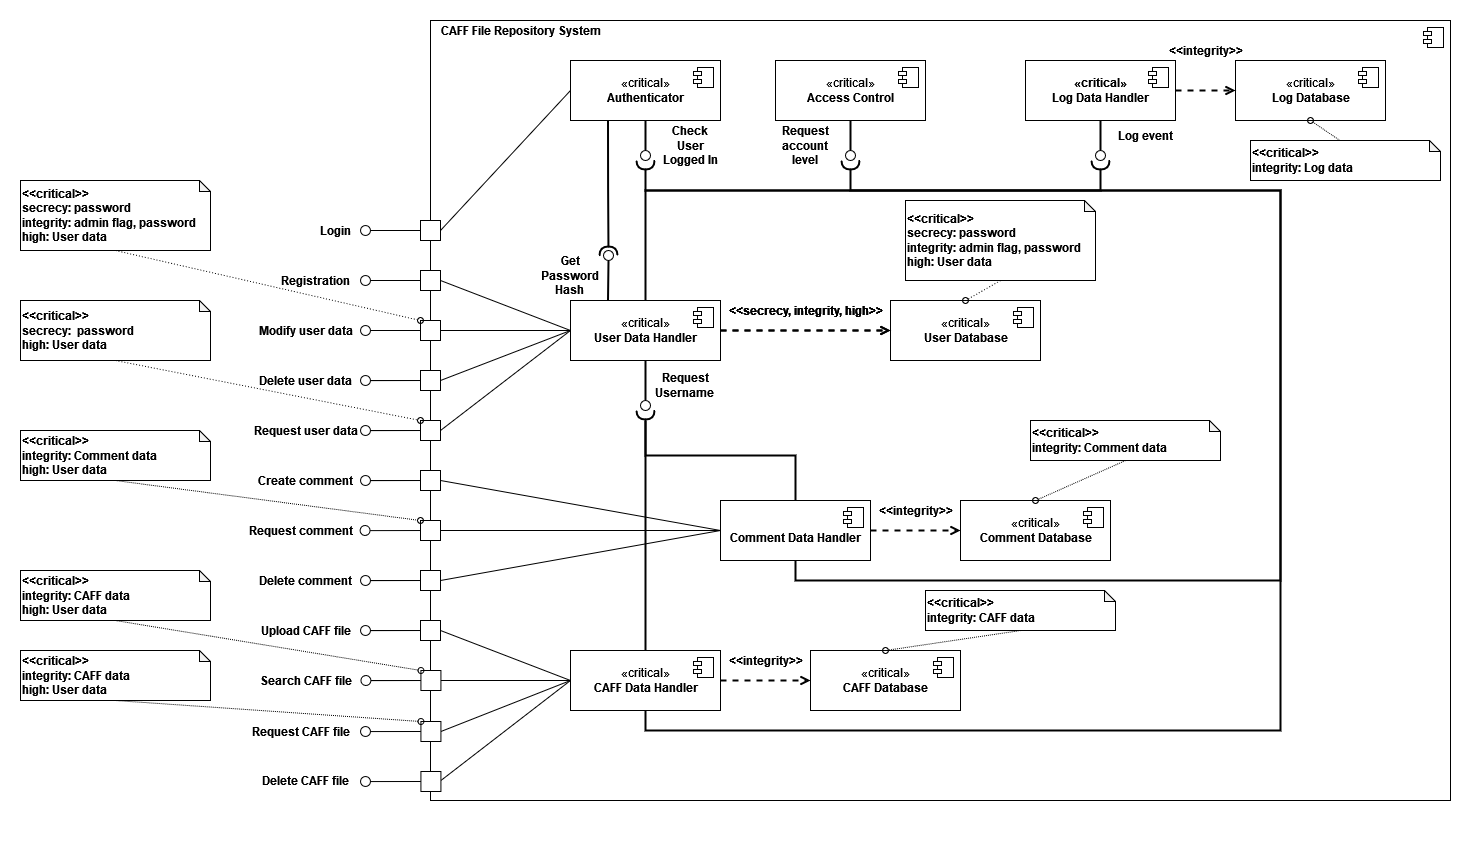 CAFF File Repository System
«critical»
Authenticator
«critical»
Access Control
«critical»
Log Data Handler
<<integrity>>
«critical»
Log Database
Check
User
Logged In
Request
account
level
Log event
<<critical>>
integrity: Log data
<<critical>>
secrecy: password
integrity: admin flag, password
high: User data
Login
<<critical>>
secrecy: password
integrity: admin flag, password
high: User data
Get
Password
Hash
Registration
<<critical>>
secrecy:  password
high: User data
Modify user data
«critical»
User Data Handler
<<secrecy, integrity, high>>
«critical»
User Database
Delete user data
Request
Username
Request user data
<<critical>>
integrity: Comment data
high: User data
<<critical>>
integrity: Comment data
Create comment
Request comment
Comment Data Handler
<<integrity>>
«critical»
Comment Database
Delete comment
<<critical>>
integrity: CAFF data
high: User data
<<critical>>
integrity: CAFF data
Upload CAFF file
<<critical>>
integrity: CAFF data
high: User data
Search CAFF file
«critical»
CAFF Data Handler
<<integrity>>
«critical»
CAFF Database
Request CAFF file
Delete CAFF file